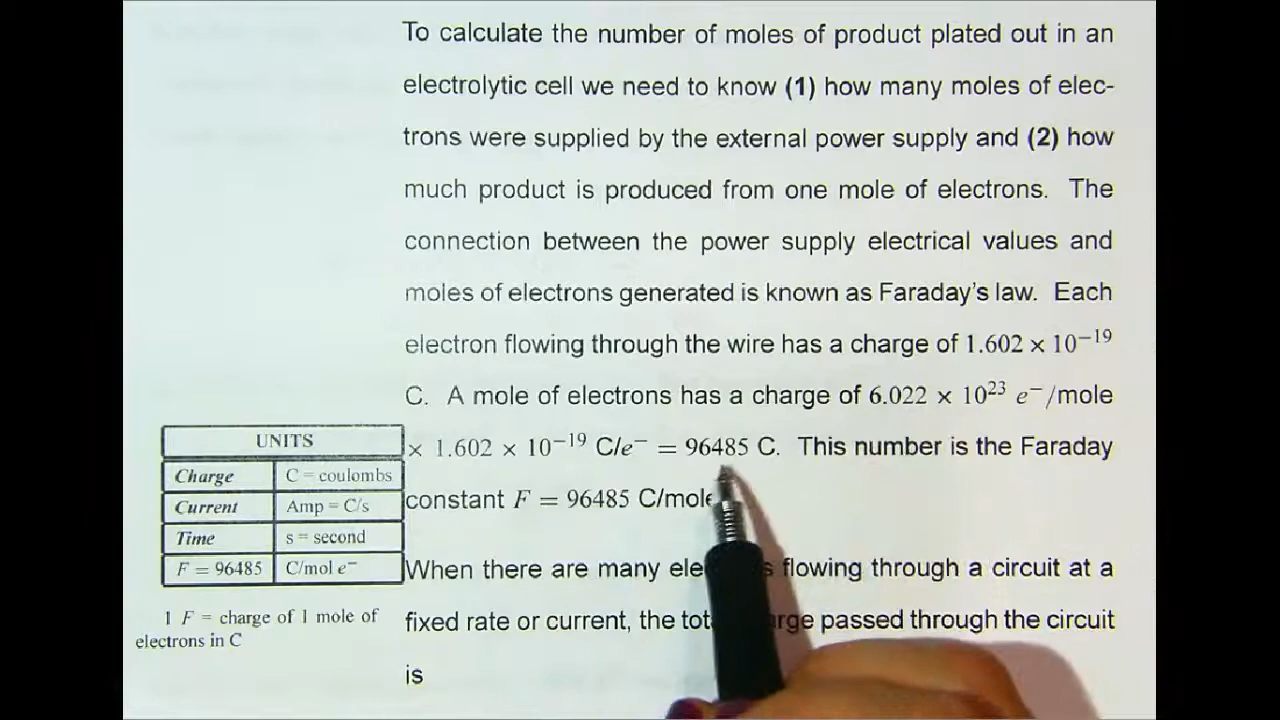 To calculate the number of moles of product plated out in an
electrolytic cell we need to know (1) how many moles of elec-
trons were supplied by the external power supply and (2) how
much product is produced from one mole of electrons. The
connection between the power supply electrical values and
moles of electrons generated is known as Faraday's law. Each
electron flowing through the wire has a charge of 1.602 × 10⁻¹⁹
C. A mole of electrons has a charge of 6.022 × 10²³ e⁻/mole
× 1.602 × 10⁻¹⁹ C/e⁻ = 96485 C. This number is the Faraday
constant F = 96485 C/mole
When there are many flowing through a circuit at a
fixed rate or current, the passed through the circuit
is
UNITS
Charge C = coulombs
Current Amp = C/s
Time s = second
F = 96485 C/mol e⁻
1 F = charge of 1 mole of
electrons in C